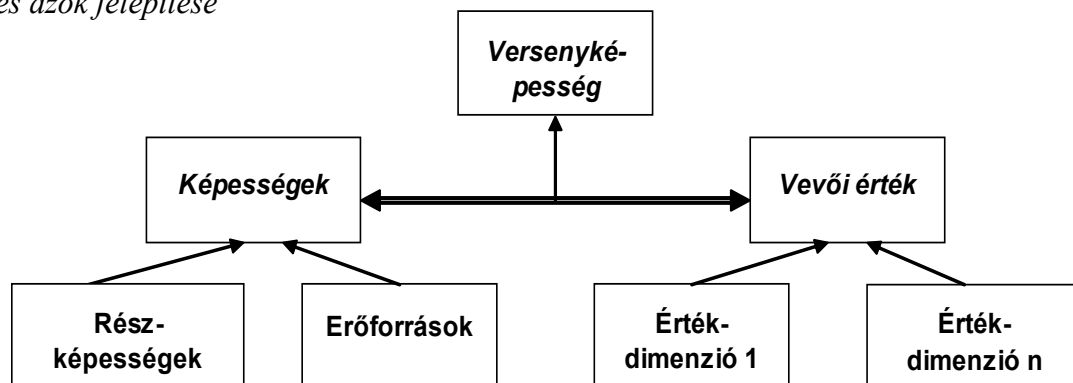 és azok felépítése
Versenyké-
pesség
Képességek
Vevői érték
Rész-
képességek
Erőforrások
Érték-
dimenzió 1
Érték-
dimenzió n